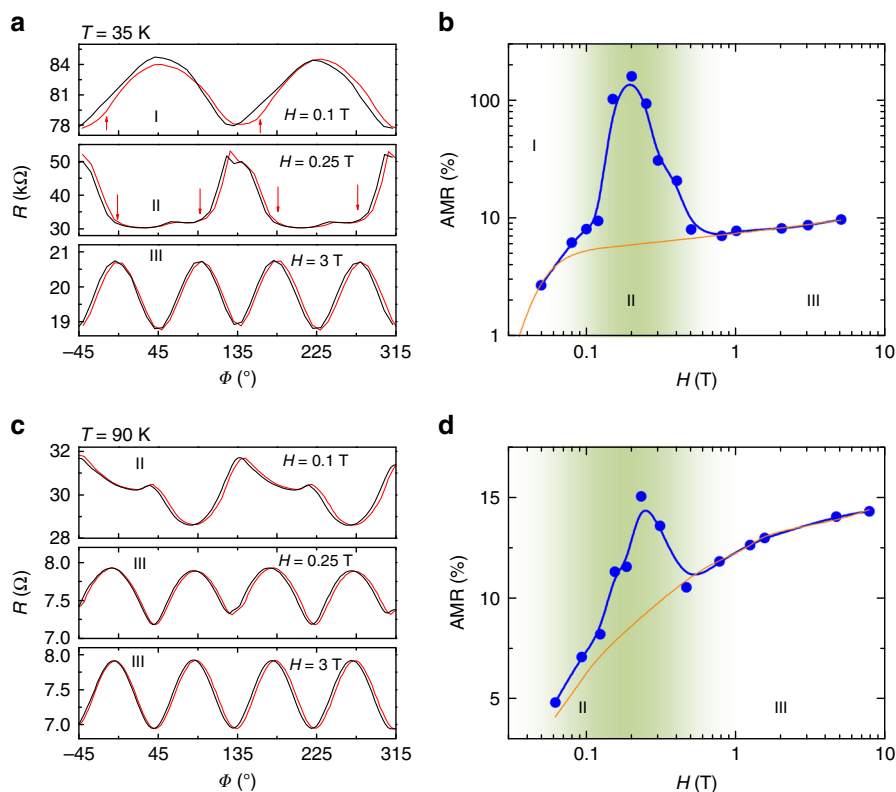 a
T = 35 K
84
81
78
I
H = 0.1 T
50
40
30
H = 0.25 T
II
R (kΩ)
21
20
19
III
H = 3 T
–45
45
135
225
315
Φ (°)
b
100
10
1
AMR (%)
I
II
III
0.1
1
10
H (T)
c
T = 90 K
32
30
28
II
H = 0.1 T
8.0
7.5
7.0
III
H = 0.25 T
R (Ω)
8.0
7.0
III
H = 3 T
–45
45
135
225
315
Φ (°)
d
15
10
5
AMR (%)
II
III
0.1
1
10
H (T)